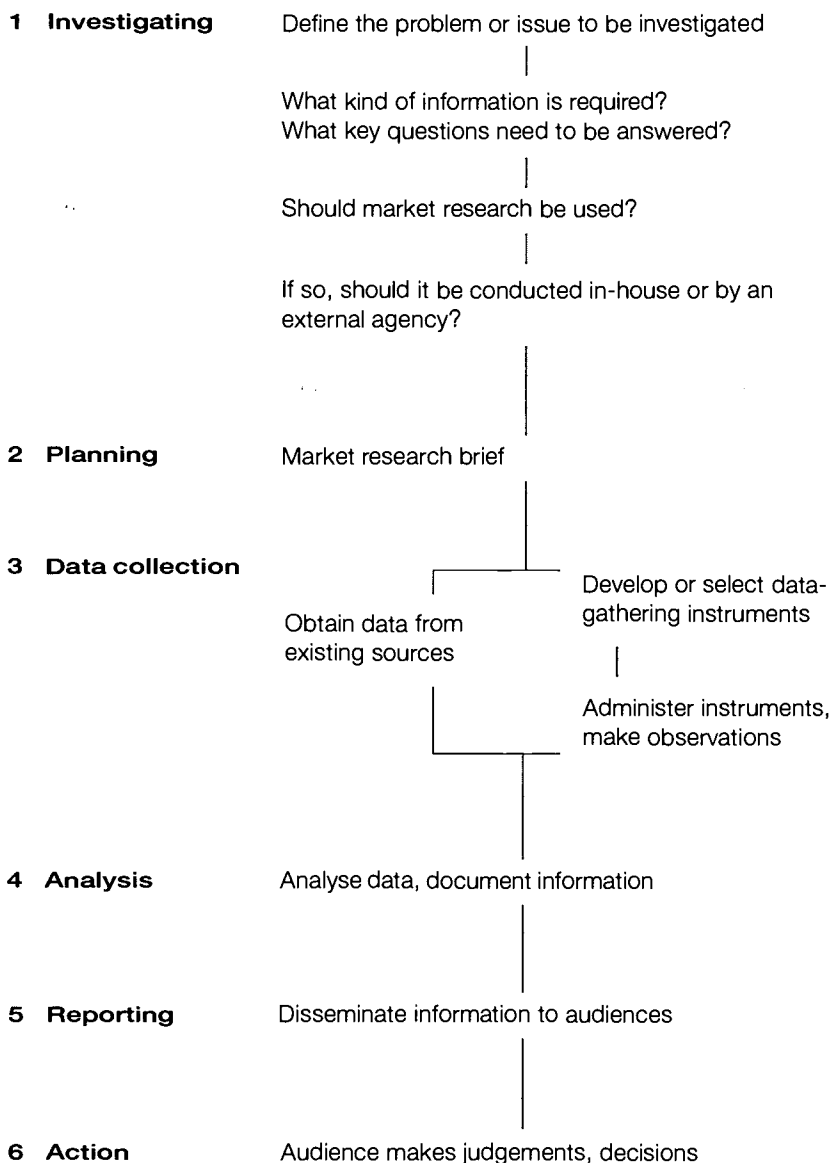 1 Investigating Define the problem or issue to be investigated
What kind of information is required?
What key questions need to be answered?
Should market research be used?
If so, should it be conducted in-house or by an
external agency?
2 Planning Market research brief
3 Data collection
Obtain data from
existing sources
Develop or select data-
gathering instruments
Administer instruments,
make observations
4 Analysis Analyse data, document information
5 Reporting Disseminate information to audiences
6 Action Audience makes judgements, decisions